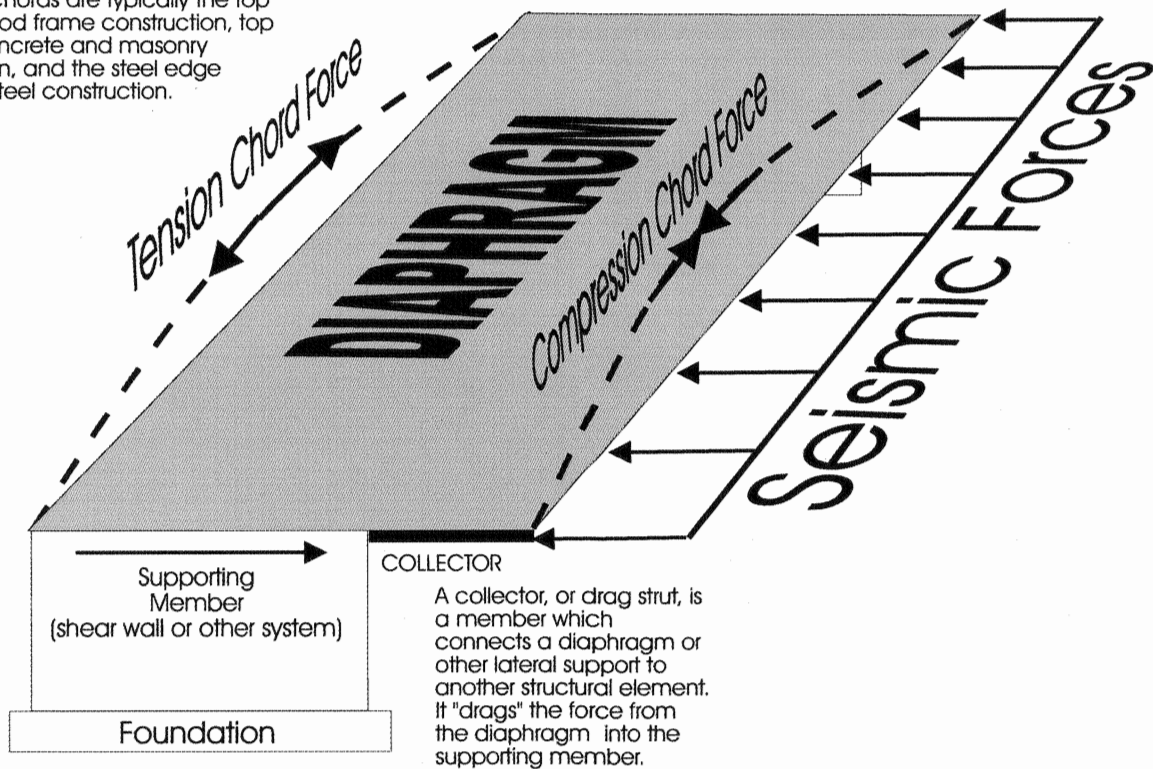 chords are typically the top
od frame construction, top
ncrete and masonry
n, and the steel edge
teel construction.
Tension Chord Force
DIAPHRAGM
Compression Chord Force
Seismic Forces
Supporting
Member
(shear wall or other system)
Foundation
COLLECTOR
A collector, or drag strut, is
a member which
connects a diaphragm or
other lateral support to
another structural element.
It "drags" the force from
the diaphragm into the
supporting member.